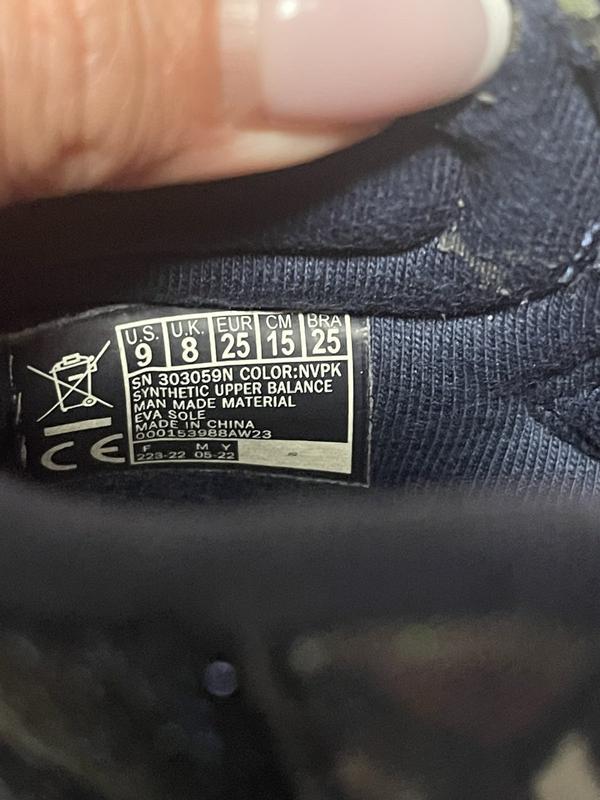 U.S. U.K. EUR CM BRA
9 8 25 15 25
SN 303059N COLOR:NVPK
SYNTHETIC UPPER BALANCE
MAN MADE MATERIAL
EVA SOLE
MADE IN CHINA
000153988AW23
F M Y
223-22 05-22
CE